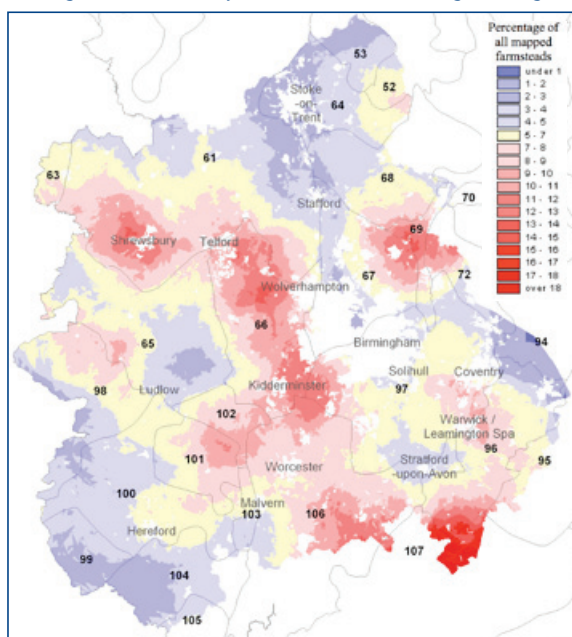 Percentage of
all mapped
farmsteads
under 1
1 - 2
2 - 3
3 - 4
4 - 5
5 - 7
7 - 8
8 - 9
9 - 10
10 - 11
11 - 12
12 - 13
13 - 14
14 - 15
15 - 16
16 - 17
17 - 18
over 18
53
52
Stoke
-on-
Trent
64
61
63
68
70
Stafford
69
Shrewsbury
Telford
67
72
Wolverhampton
66
65
Birmingham
94
Solihull
Coventry
98
Ludlow
Kidderminster
97
102
Warwick /
Leamington Spa
96
101
Worcester
Stratford
-upon-Avon
95
100
Malvern
103
106
Hereford
107
99
104
105